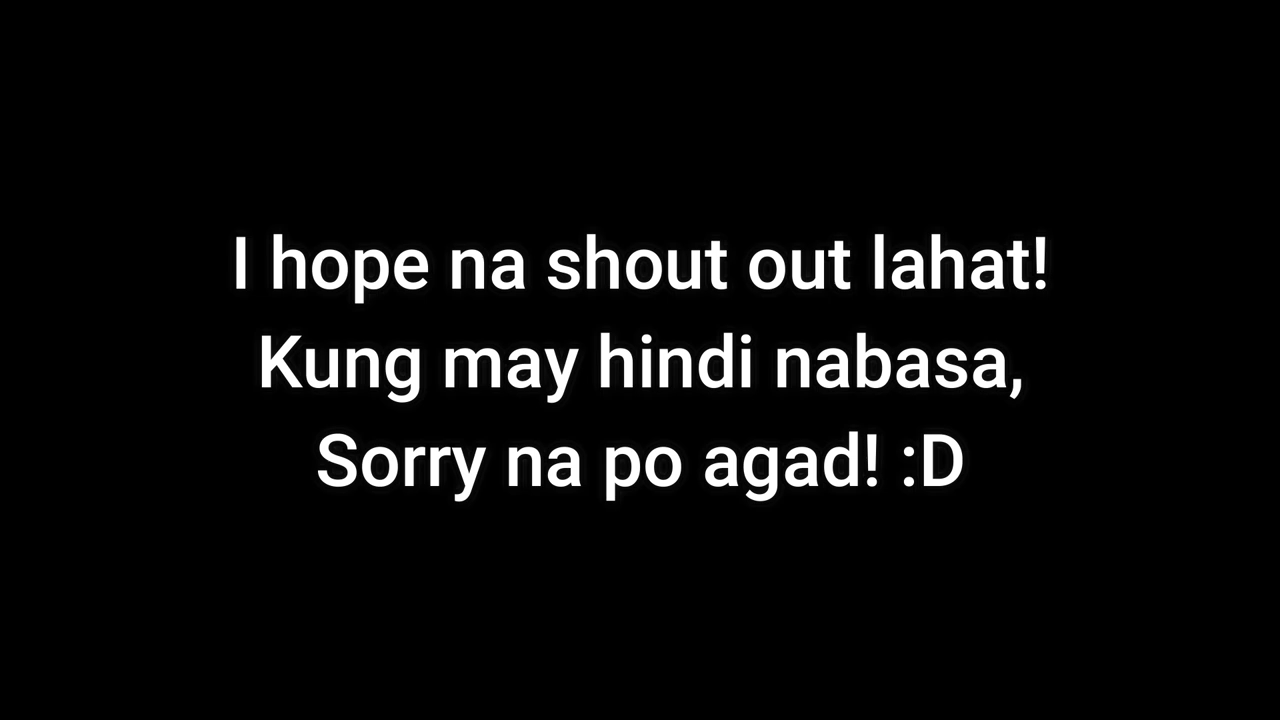 I hope na shout out lahat!
Kung may hindi nabasa,
Sorry na po agad! :D